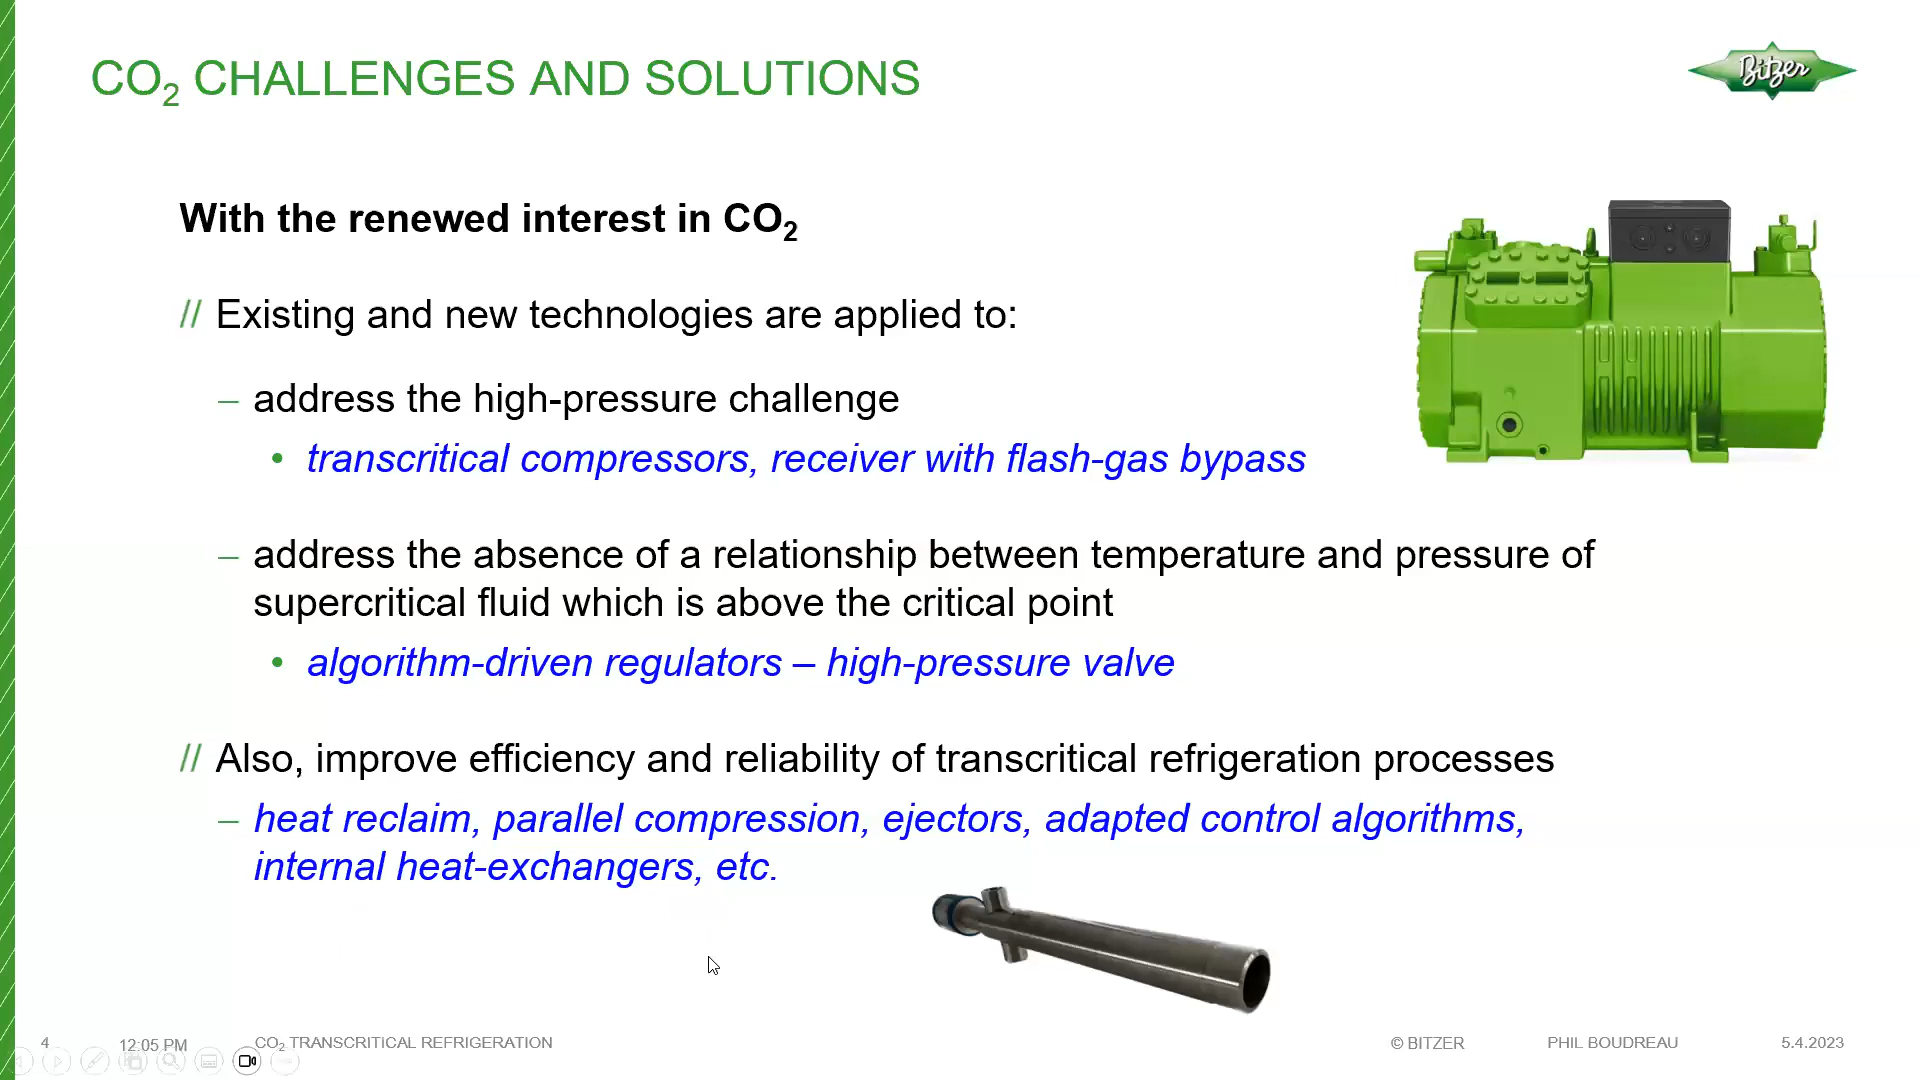 CO₂ CHALLENGES AND SOLUTIONS
Bitzer
With the renewed interest in CO₂
// Existing and new technologies are applied to:
– address the high-pressure challenge
• transcritical compressors, receiver with flash-gas bypass
– address the absence of a relationship between temperature and pressure of
supercritical fluid which is above the critical point
• algorithm-driven regulators – high-pressure valve
// Also, improve efficiency and reliability of transcritical refrigeration processes
– heat reclaim, parallel compression, ejectors, adapted control algorithms,
internal heat-exchangers, etc.
4 12:05 PM CO₂ TRANSCRITICAL REFRIGERATION © BITZER PHIL BOUDREAU 5.4.2023